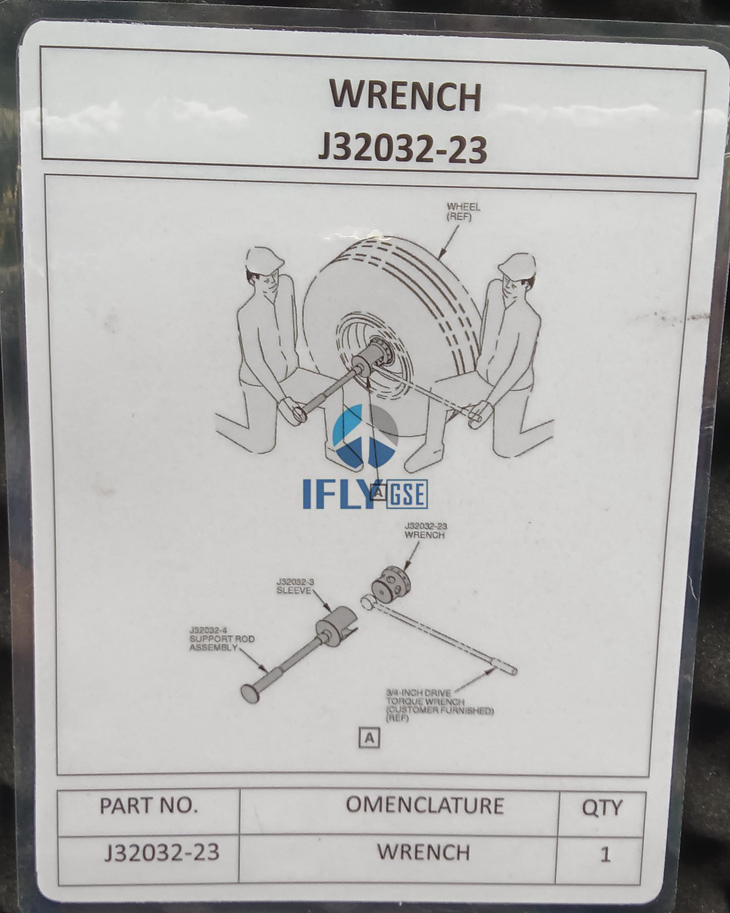 WRENCH
J32032-23
WHEEL
(REF)
A
IFLY GSE
J32032-23
WRENCH
J32032-3
SLEEVE
J32032-4
SUPPORT ROD
ASSEMBLY
3/4-INCH DRIVE
TORQUE WRENCH
(CUSTOMER FURNISHED)
(REF)
A
PART NO. OMENCLATURE QTY
J32032-23 WRENCH 1